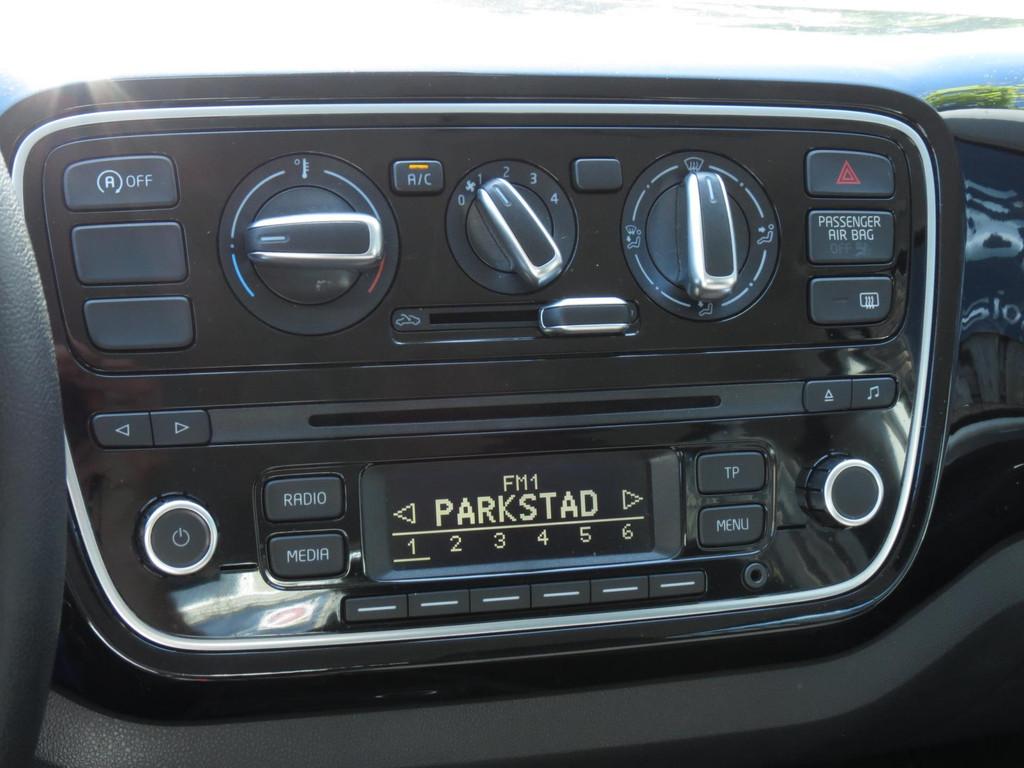 A OFF
A/C
0 1 2 3 4
PASSENGER
AIR BAG
OFF
RADIO
MEDIA
FM1
PARKSTAD
1 2 3 4 5 6
TP
MENU